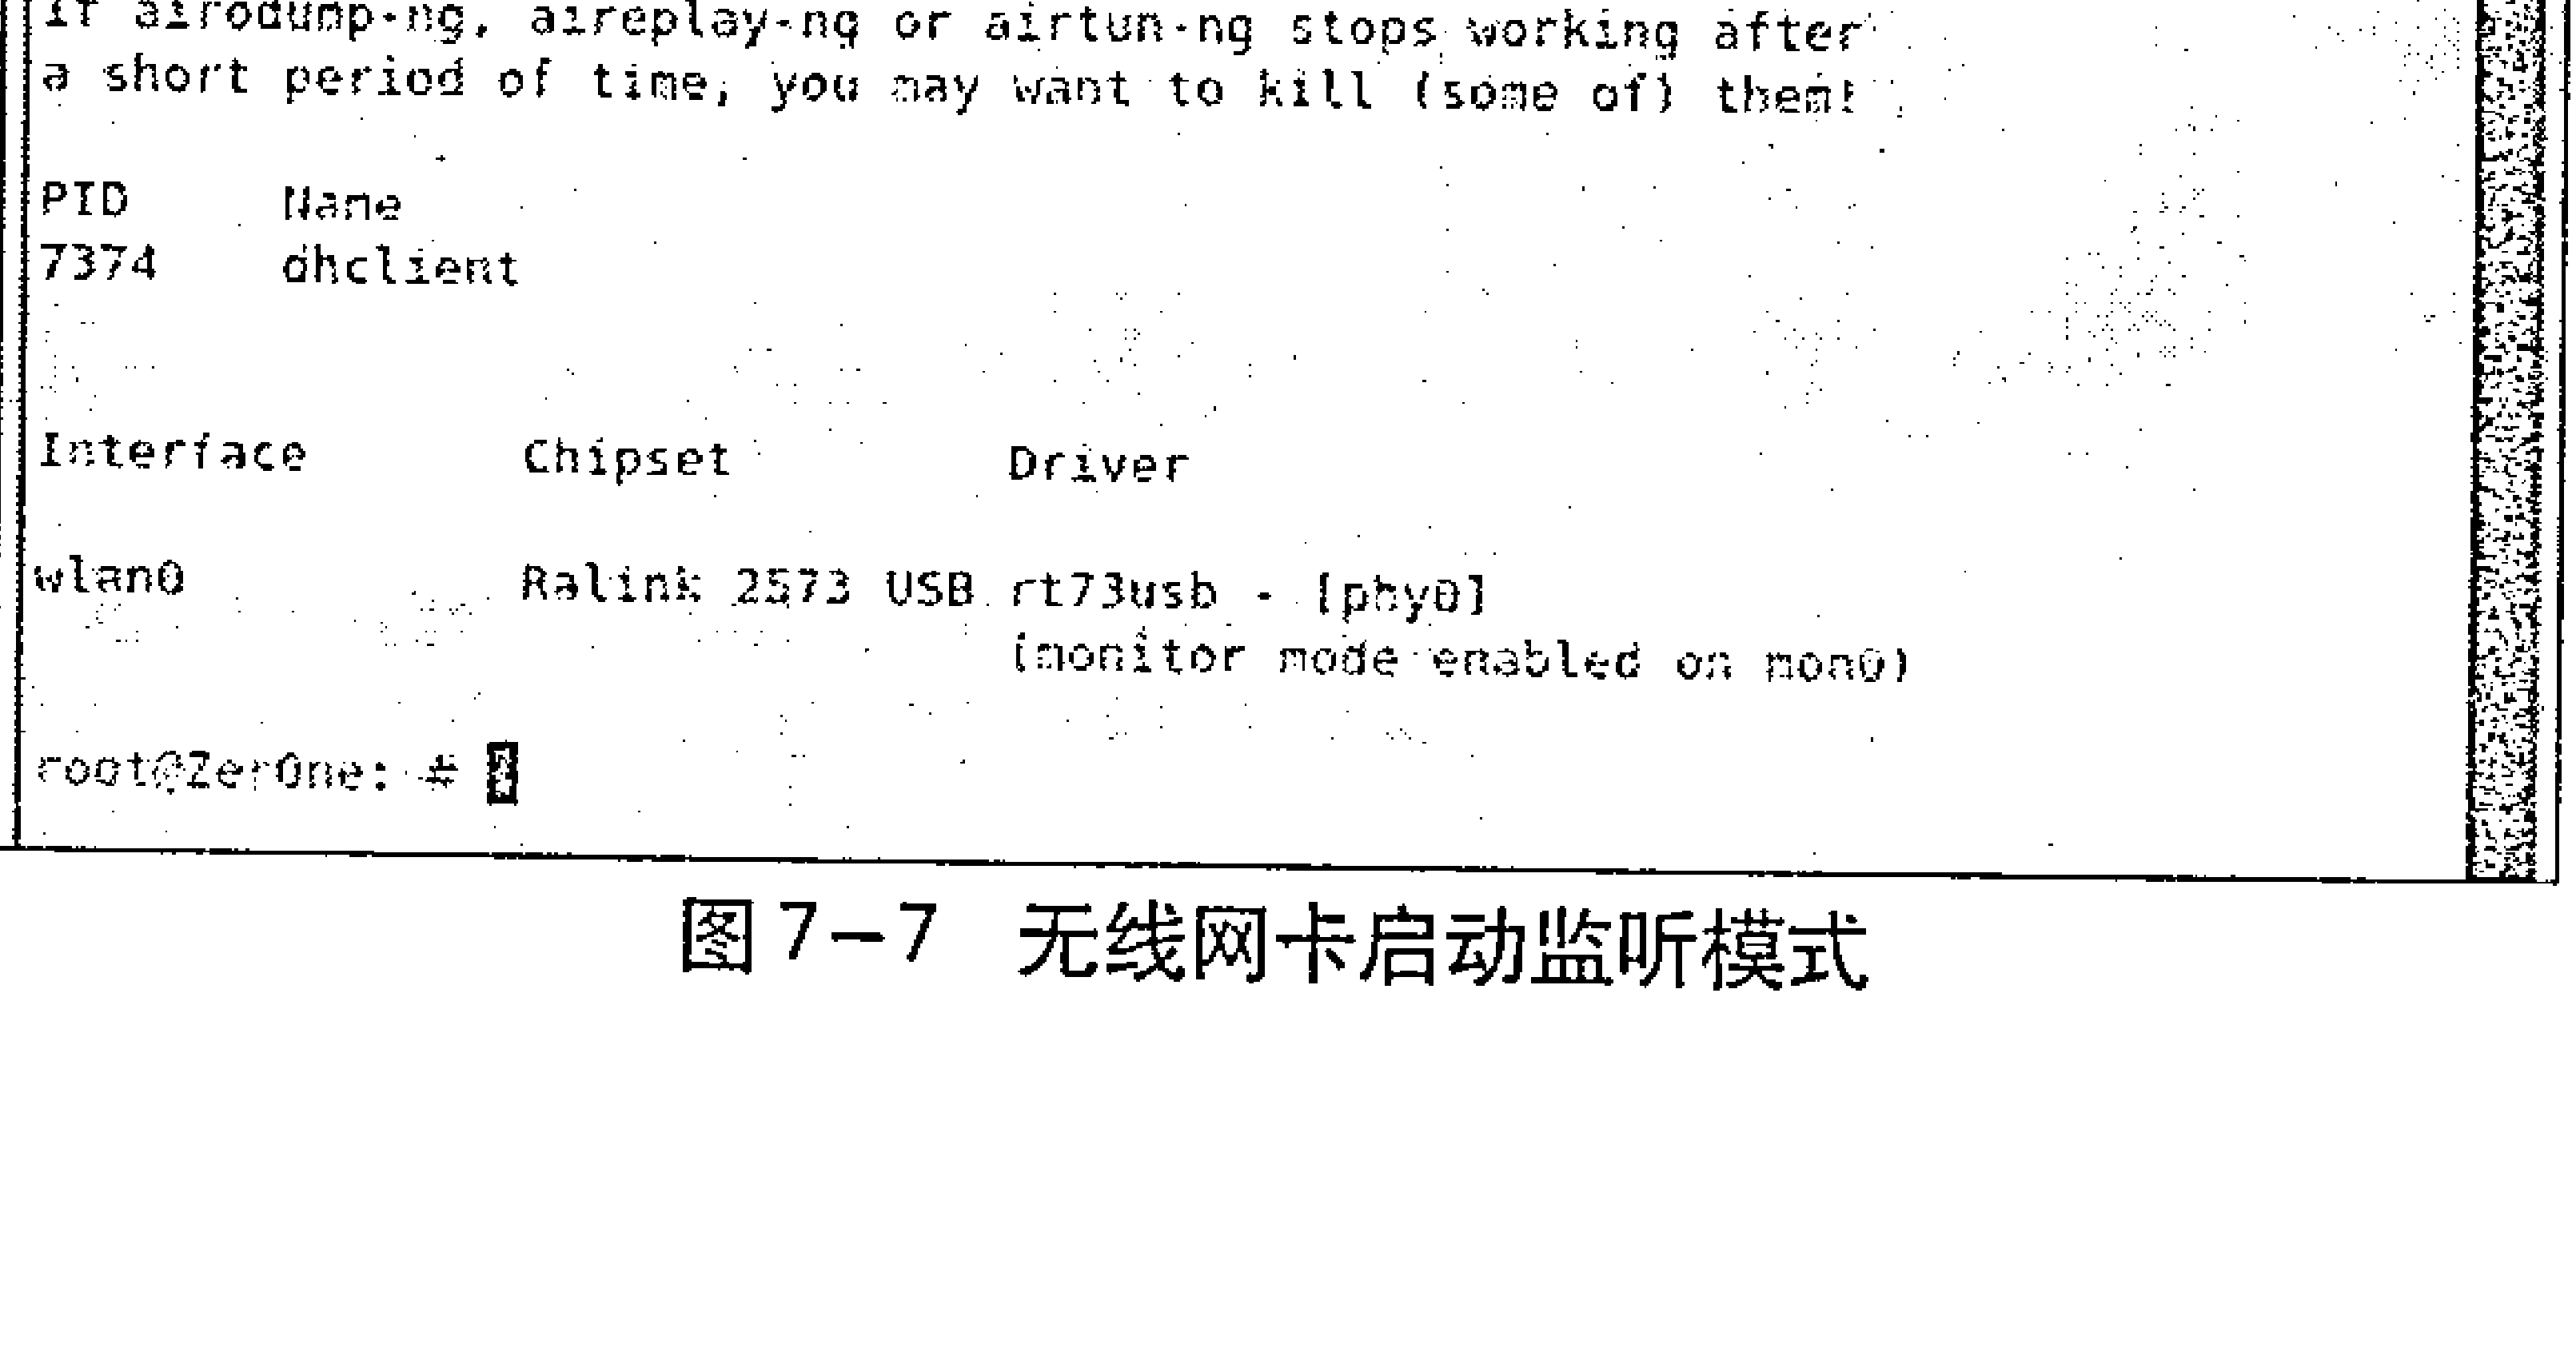 If airodump-ng, aireplay-ng or airtun-ng stops working after
a short period of time, you may want to kill (some of) them!
PID Name
7374 dhclient
Interface Chipset Driver
wlan0 Ralink 2573 USB rt73usb - [phy0]
(monitor mode enabled on mon0)
root@ZerOne:~#
图7-7 无线网卡启动监听模式